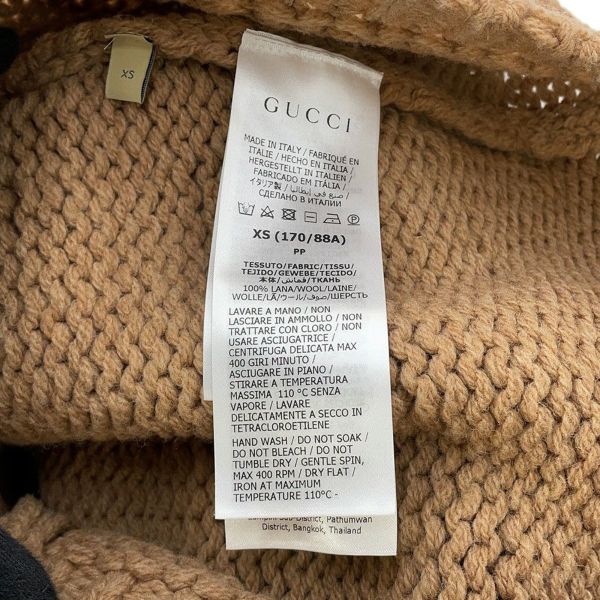 XS
GUCCI
MADE IN ITALY / FABRIQUÉ EN
ITALIE / HECHO EN ITALIA /
HERGESTELLT IN ITALIEN /
FABRICADO EM ITÁLIA /
イタリア製 / صنع في إيطاليا /
СДЕЛАНО В ИТАЛИИ
XS (170/88A)
PP
TESSUTO/FABRIC/TISSU/
TEJIDO/GEWEBE/TECIDO/
本体/قماش/ТКАНЬ
100% LANA/WOOL/LAINE/
WOLLE/LÃ/ウール/صوف/ШЕРСТЬ
LAVARE A MANO / NON
LASCIARE IN AMMOLLO / NON
TRATTARE CON CLORO / NON
USARE ASCIUGATRICE /
CENTRIFUGA DELICATA MAX
400 GIRI MINUTO /
ASCIUGARE IN PIANO /
STIRARE A TEMPERATURA
MASSIMA 110°C SENZA
VAPORE / LAVARE
DELICATAMENTE A SECCO IN
TETRACLOROETILENE
HAND WASH / DO NOT SOAK /
DO NOT BLEACH / DO NOT
TUMBLE DRY / GENTLE SPIN,
MAX 400 RPM / DRY FLAT /
IRON AT MAXIMUM
TEMPERATURE 110°C -
Sub-District, Pathumwan
District, Bangkok, Thailand